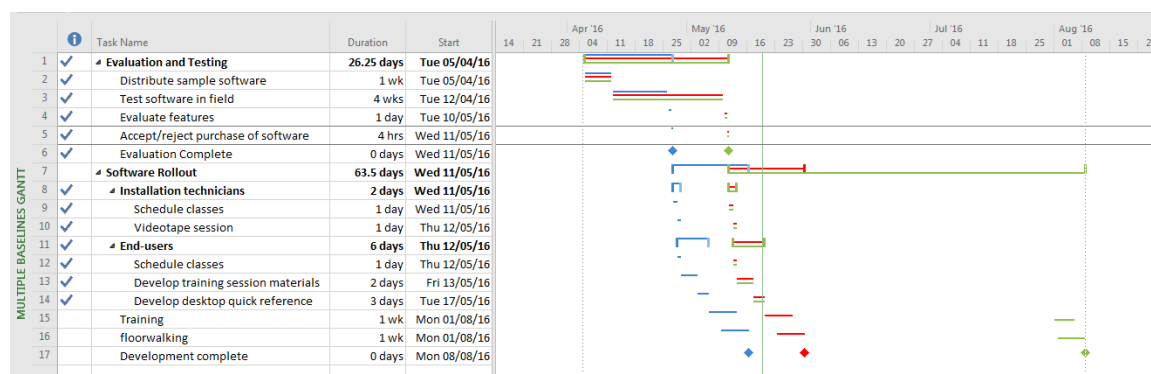 Apr '16 May '16 Jun '16 Jul '16 Aug '16
Task Name Duration Start 14 21 28 04 11 18 25 02 09 16 23 30 06 13 20 27 04 11 18 25 01 08 15
1 Evaluation and Testing 26.25 days Tue 05/04/16
2 Distribute sample software 1 wk Tue 05/04/16
3 Test software in field 4 wks Tue 12/04/16
4 Evaluate features 1 day Tue 10/05/16
5 Accept/reject purchase of software 4 hrs Wed 11/05/16
6 Evaluation Complete 0 days Wed 11/05/16
7 Software Rollout 63.5 days Wed 11/05/16
8 Installation technicians 2 days Wed 11/05/16
9 Schedule classes 1 day Wed 11/05/16
10 Videotape session 1 day Thu 12/05/16
11 End-users 6 days Thu 12/05/16
12 Schedule classes 1 day Thu 12/05/16
13 Develop training session materials 2 days Fri 13/05/16
14 Develop desktop quick reference 3 days Tue 17/05/16
15 Training 1 wk Mon 01/08/16
16 floorwalking 1 wk Mon 01/08/16
17 Development complete 0 days Mon 08/08/16
MULTIPLE BASELINES GANTT